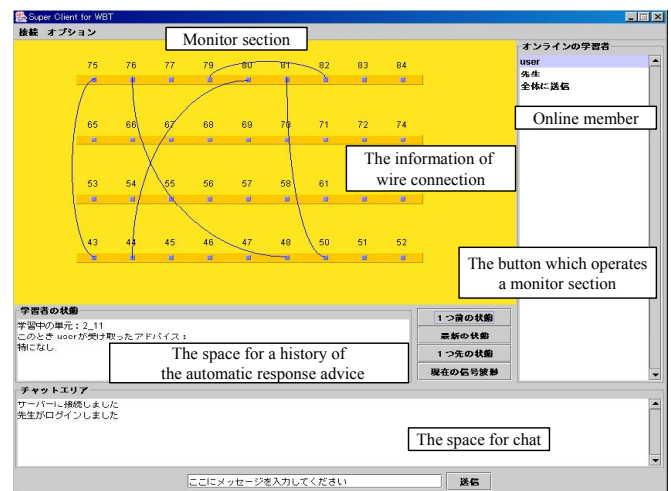 Super Client for WBT
接続 オプション
Monitor section
オンラインの学習者
75 76 77 79 80 81 82 83 84
user
先生
全体に送信
Online member
65 66 67 68 69 70 71 72 74
The information of
wire connection
53 54 55 56 57 58 61
43 44 45 46 47 48 50 51 52
The button which operates
a monitor section
学習者の状態
学習中の単元：2_11
このとき userが受け取ったアドバイス：
特になし.
The space for a history of
the automatic response advice
1つ前の状態
最新の状態
1つ先の状態
現在の信号波形
チャットエリア
サーバーに接続しました
先生がログインしました
The space for chat
ここにメッセージを入力してください
送信